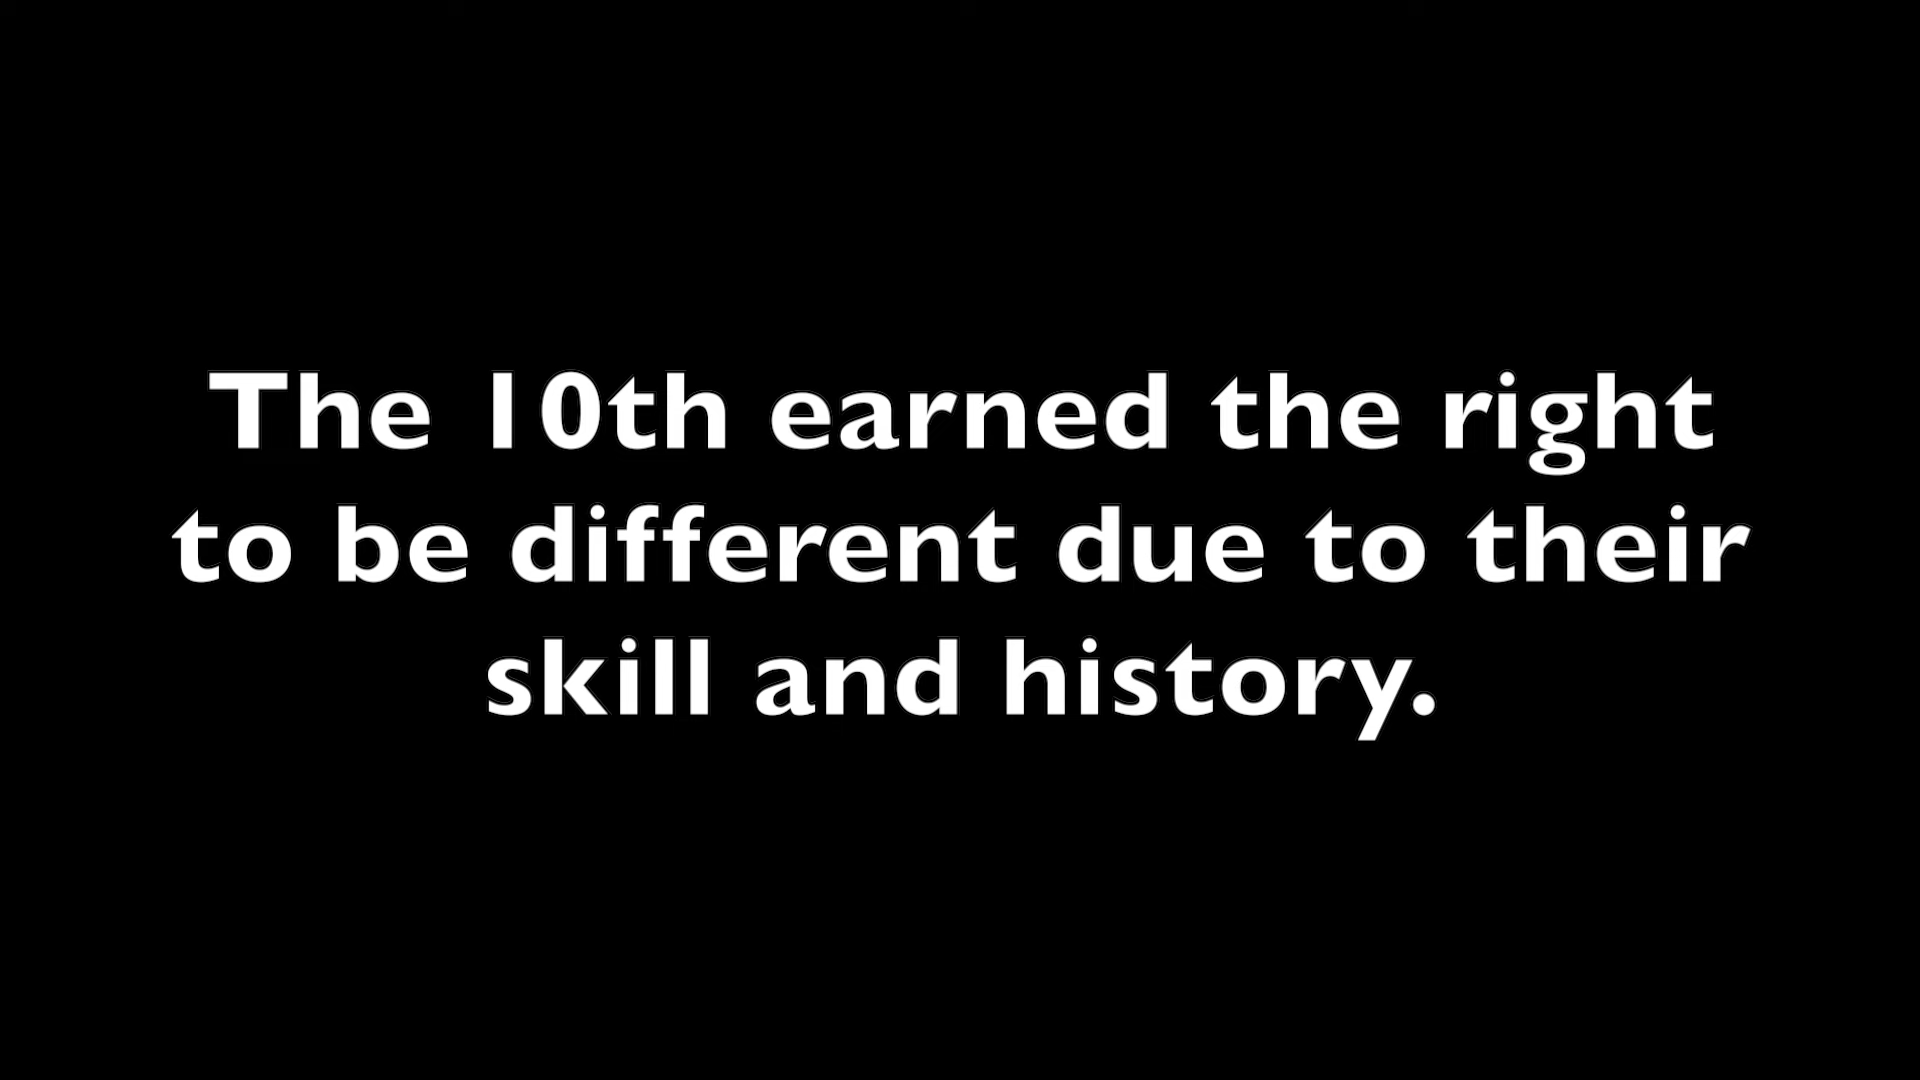 The 10th earned the right
to be different due to their
skill and history.